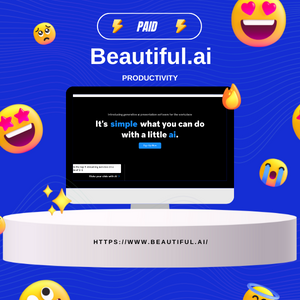 PAID
Beautiful.ai
PRODUCTIVITY
It's simple what you can do
with a little ai.
HTTPS://WWW.BEAUTIFUL.AI/